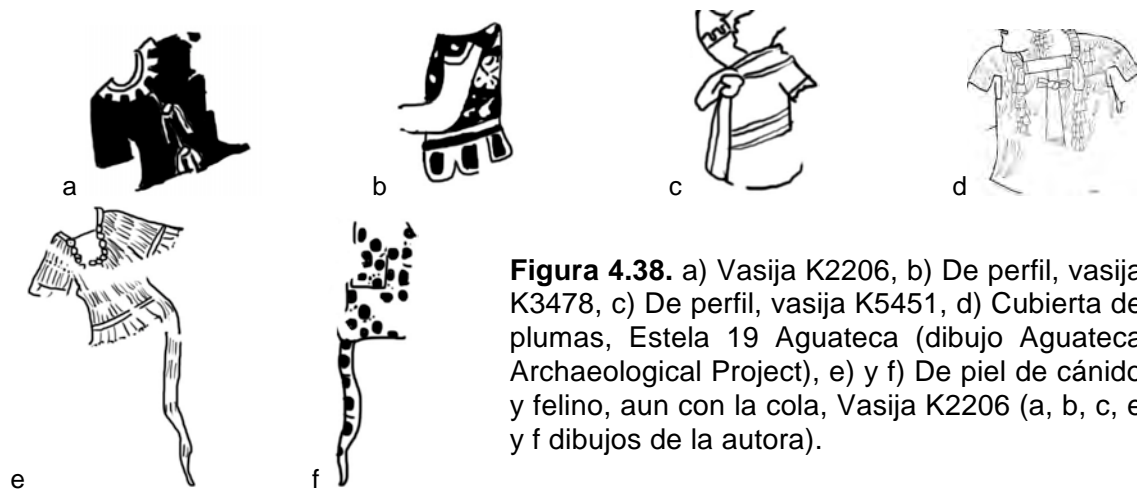 a
b
c
d
Figura 4.38. a) Vasija K2206, b) De perfil, vasija
K3478, c) De perfil, vasija K5451, d) Cubierta de
plumas, Estela 19 Aguateca (dibujo Aguateca
Archaeological Project), e) y f) De piel de cánido
y felino, aun con la cola, Vasija K2206 (a, b, c, e
y f dibujos de la autora).
e
f